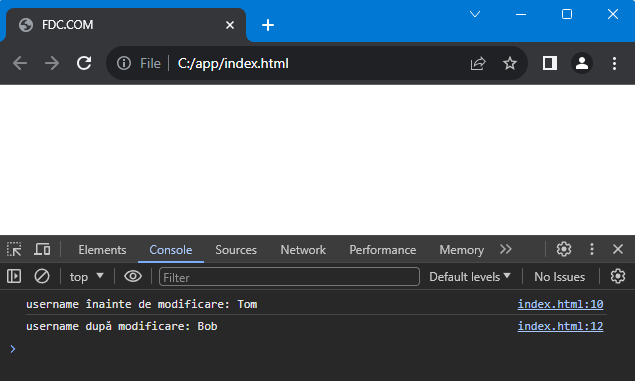 FDC.COM
File
C:/app/index.html
Elements Console Sources Network Performance Memory
top Filter Default levels No Issues
username înainte de modificare: Tom index.html:10
username după modificare: Bob index.html:12